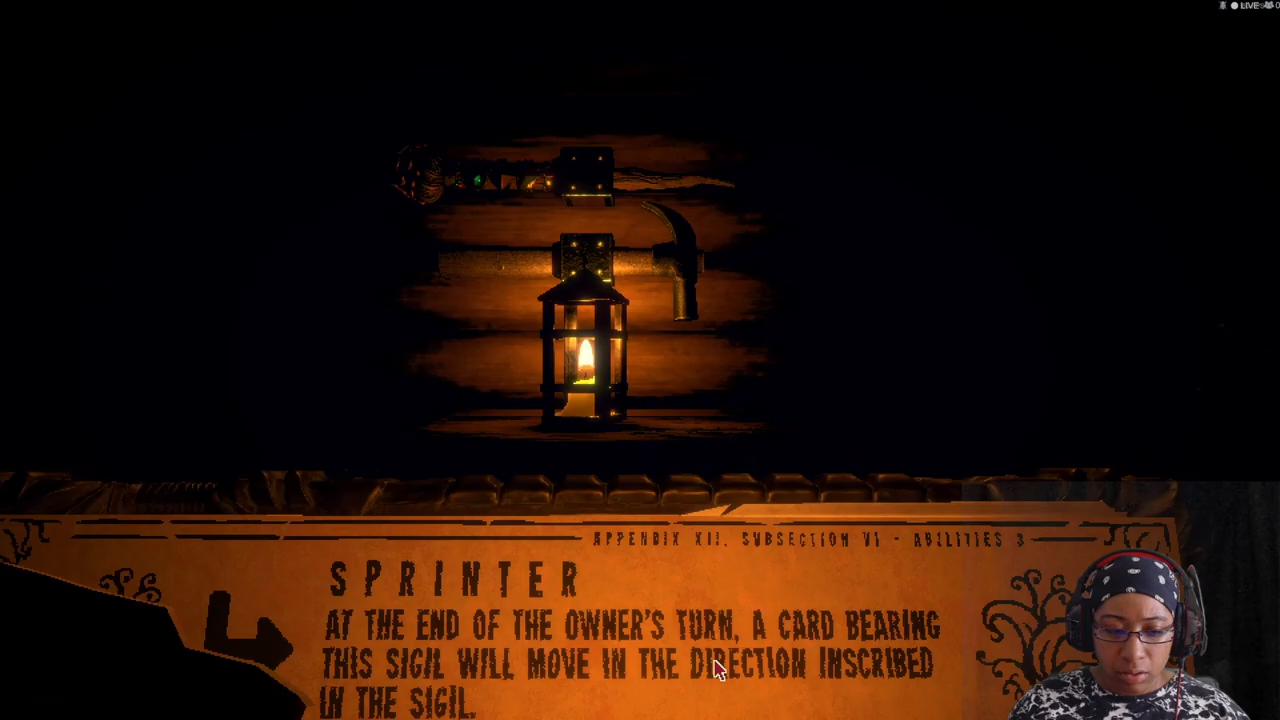 LIVE
APPENDIX XII, SUBSECTION VI - ABILITIES 3
SPRINTER
AT THE END OF THE OWNER'S TURN, A CARD BEARING
THIS SIGIL WILL MOVE IN THE DIRECTION INSCRIBED
IN THE SIGIL.